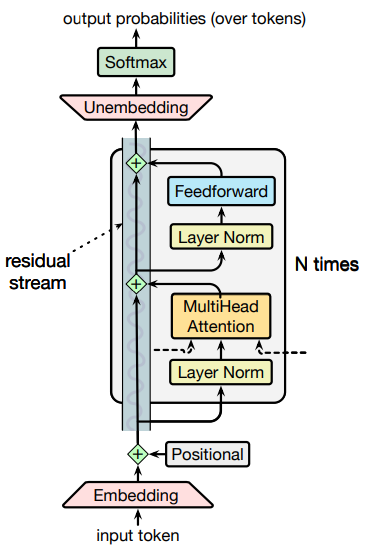 output probabilities (over tokens)
Softmax
Unembedding
+
Feedforward
Layer Norm
residual
stream
N times
+
MultiHead
Attention
Layer Norm
+
Positional
Embedding
input token